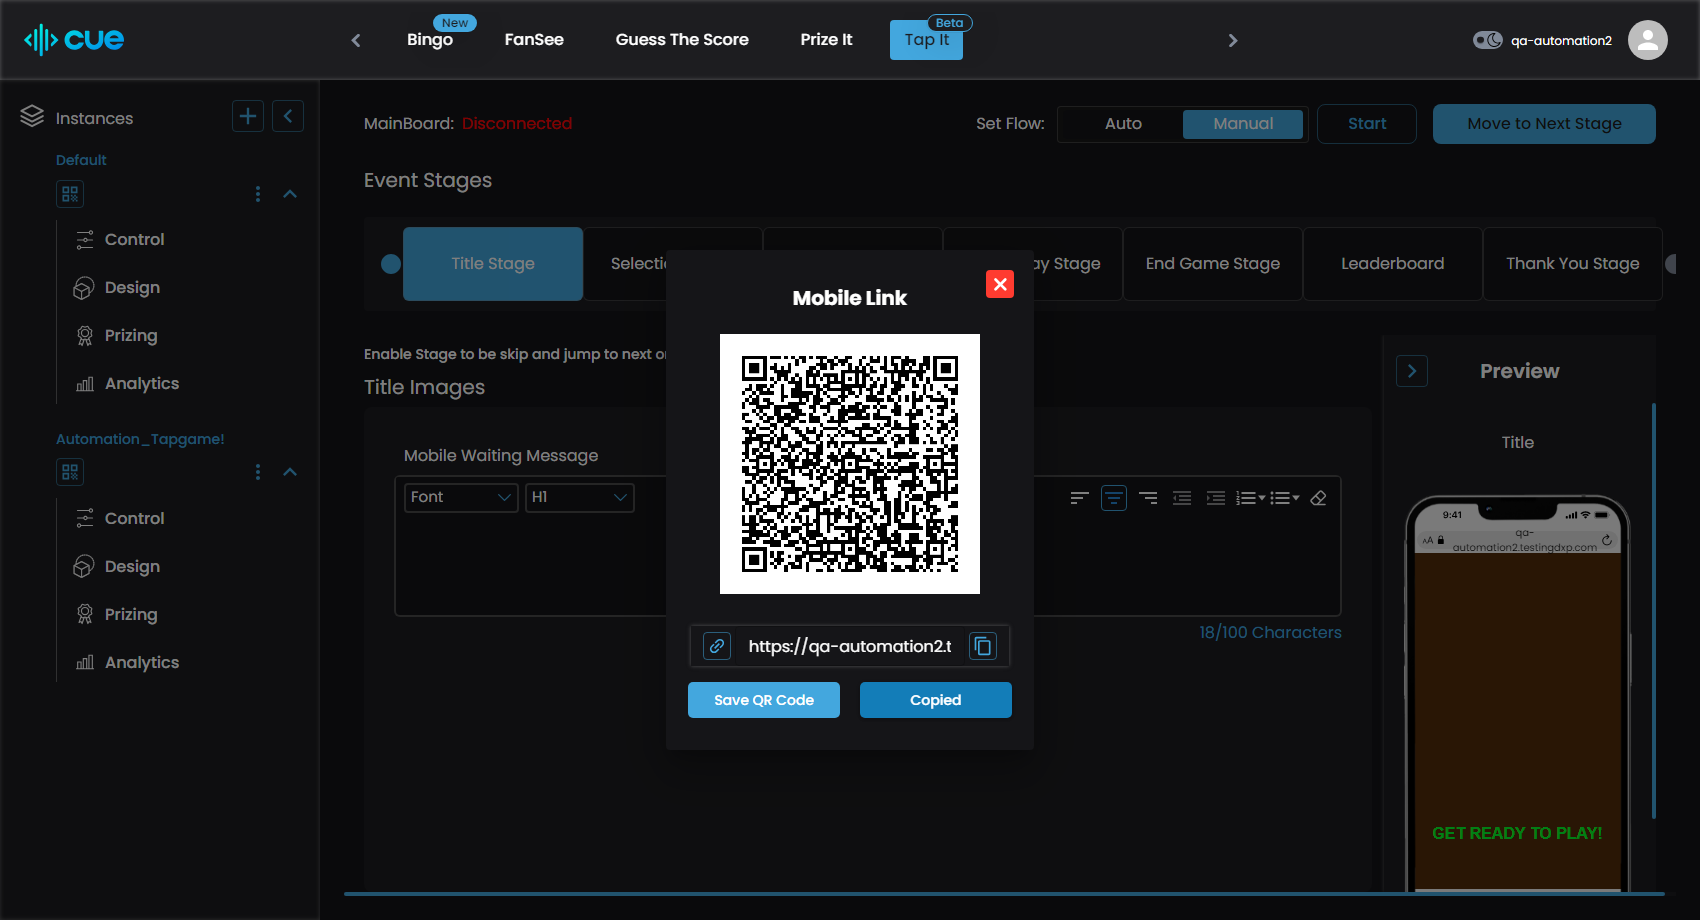 cue
New
Bingo
FanSee
Guess The Score
Prize It
Beta
Tap It
qa-automation2
Instances
Default
Control
Design
Prizing
Analytics
Automation_Tapgame!
Control
Design
Prizing
Analytics
MainBoard: Disconnected
Set Flow:
Auto
Manual
Start
Move to Next Stage
Event Stages
Title Stage
Selectio
ay Stage
End Game Stage
Leaderboard
Thank You Stage
Enable Stage to be skip and jump to next
Title Images
Mobile Waiting Message
Font
H1
18/100 Characters
Mobile Link
https://qa-automation2.t
Save QR Code
Copied
Preview
Title
9:41
AA
qa-
automation2.testingdxp.com
GET READY TO PLAY!